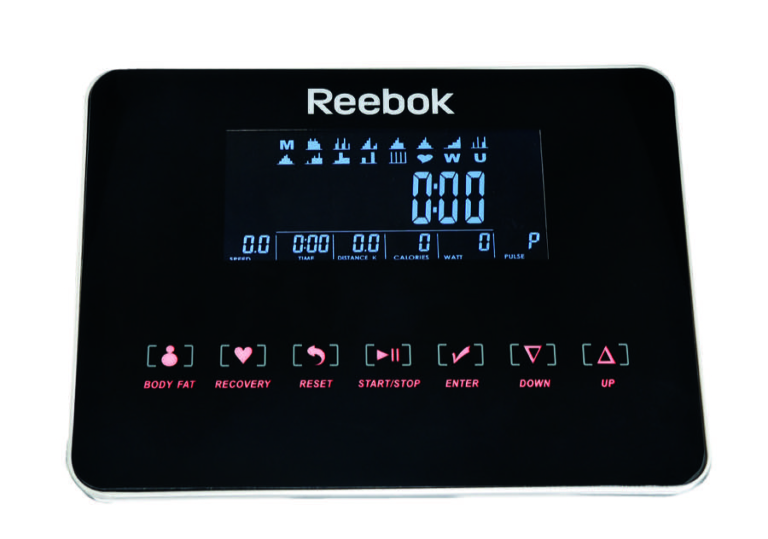 Reebok
M
W U
0:00
0.0 0:00 0.0 0 0 P
SPEED TIME DISTANCE K CALORIES WATT PULSE
BODY FAT RECOVERY RESET START/STOP ENTER DOWN UP